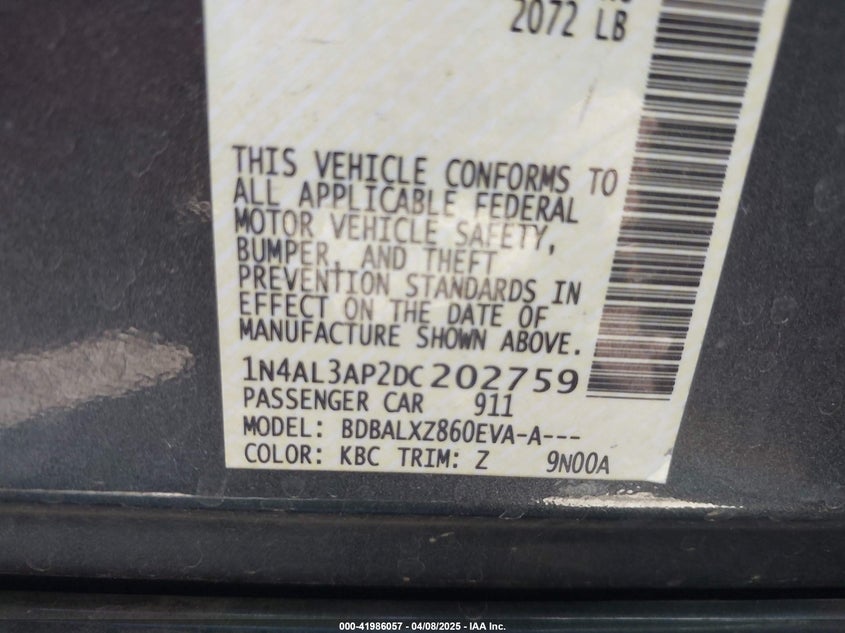 2072 LB
THIS VEHICLE CONFORMS TO
ALL APPLICABLE FEDERAL
MOTOR VEHICLE SAFETY,
BUMPER, AND THEFT
PREVENTION STANDARDS IN
EFFECT ON THE DATE OF
MANUFACTURE SHOWN ABOVE.
1N4AL3AP2DC202759
PASSENGER CAR 911
MODEL: BDBALXZ860EVA-A---
COLOR: KBC TRIM: Z 9N00A
000-41986057 - 04/08/2025 - IAA Inc.